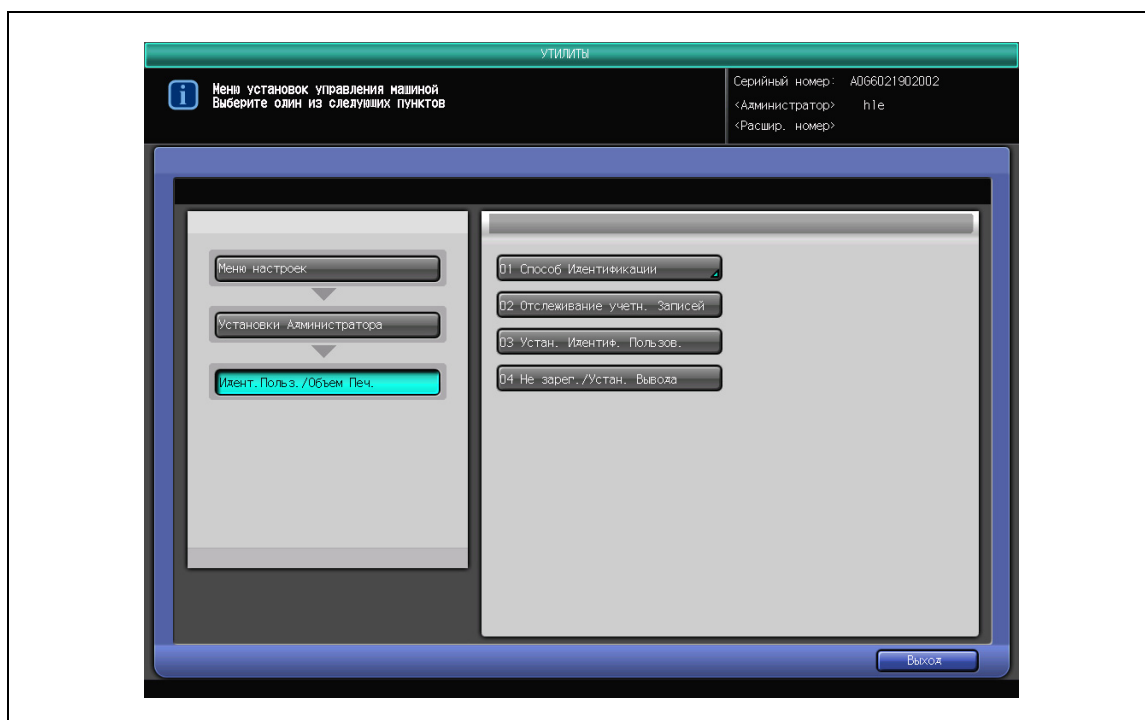 УТИЛИТЫ
Меню установок управления машиной
Выберите один из следующих пунктов
Серийный номер: A0G6021902002
<Администратор> hle
<Расшир. номер>
Меню настроек
Установки Администратора
Идент.Польз./Объем Печ.
01 Способ Идентификации
02 Отслеживание учетн. Записей
03 Устан. Идентиф. Пользов.
04 Не зарег./Устан. Вывода
Выход